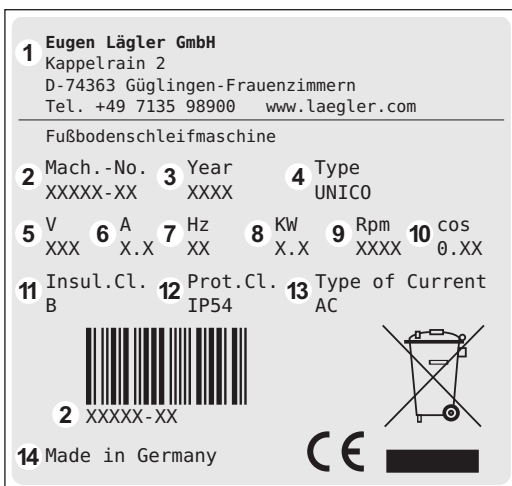 1 Eugen Lägler GmbH
Kappelrain 2
D-74363 Güglingen-Frauenzimmern
Tel. +49 7135 98900 www.laegler.com
Fußbodenschleifmaschine
2 Mach.-No. 3 Year 4 Type
XXXXX-XX XXXX UNICO
5 V 6 A 7 Hz 8 KW 9 Rpm 10 cos
XXX X.X XX X.X XXXX 0.XX
11 Insul.Cl. 12 Prot.Cl. 13 Type of Current
B IP54 AC
2 XXXXX-XX
14 Made in Germany CE